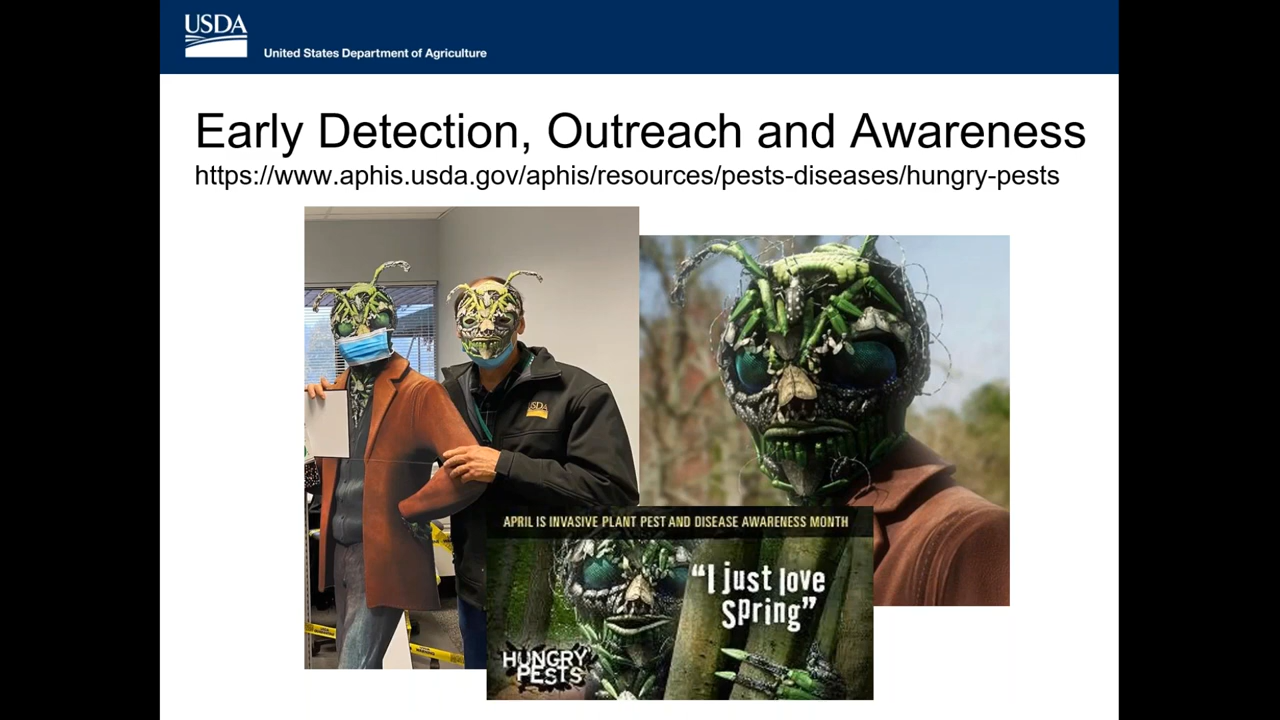 USDA
United States Department of Agriculture
Early Detection, Outreach and Awareness
https://www.aphis.usda.gov/aphis/resources/pests-diseases/hungry-pests
USDA
APRIL IS INVASIVE PLANT PEST AND DISEASE AWARENESS MONTH
“I just love
spring”
HUNGRY
PESTS